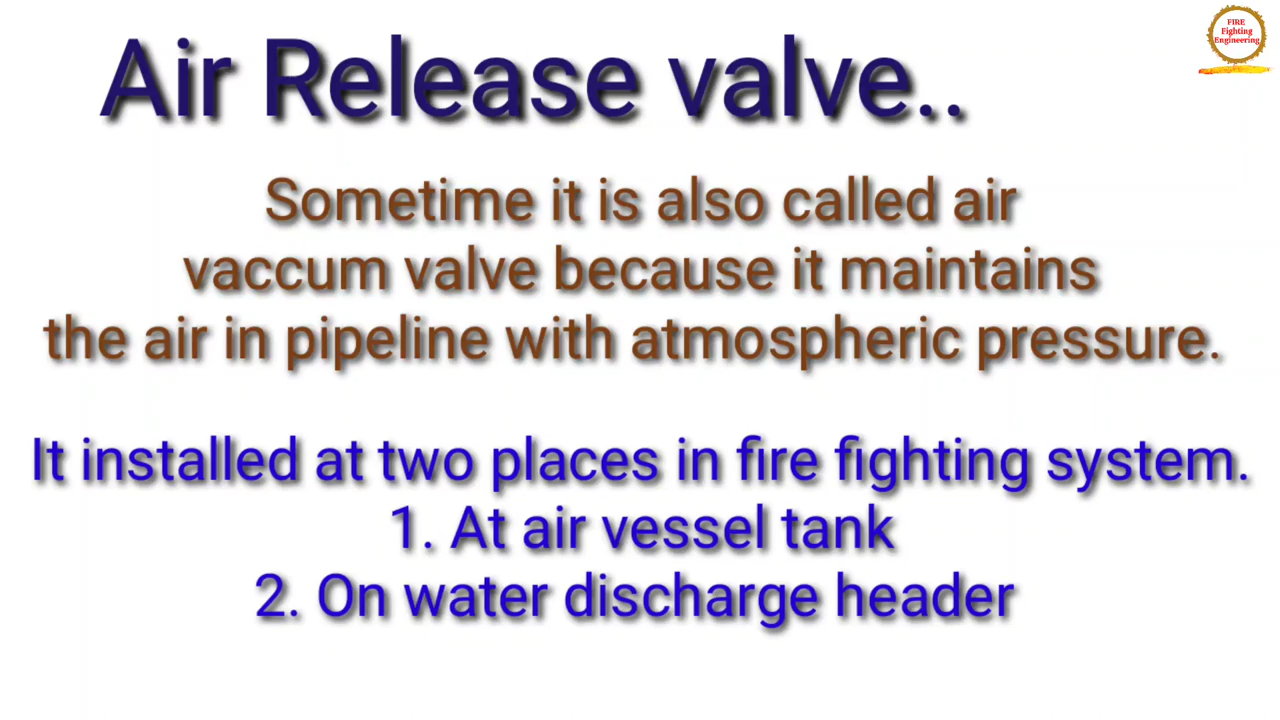 FIRE
Fighting
Engineering
Air Release valve..
Sometime it is also called air
vaccum valve because it maintains
the air in pipeline with atmospheric pressure.
It installed at two places in fire fighting system.
1. At air vessel tank
2. On water discharge header